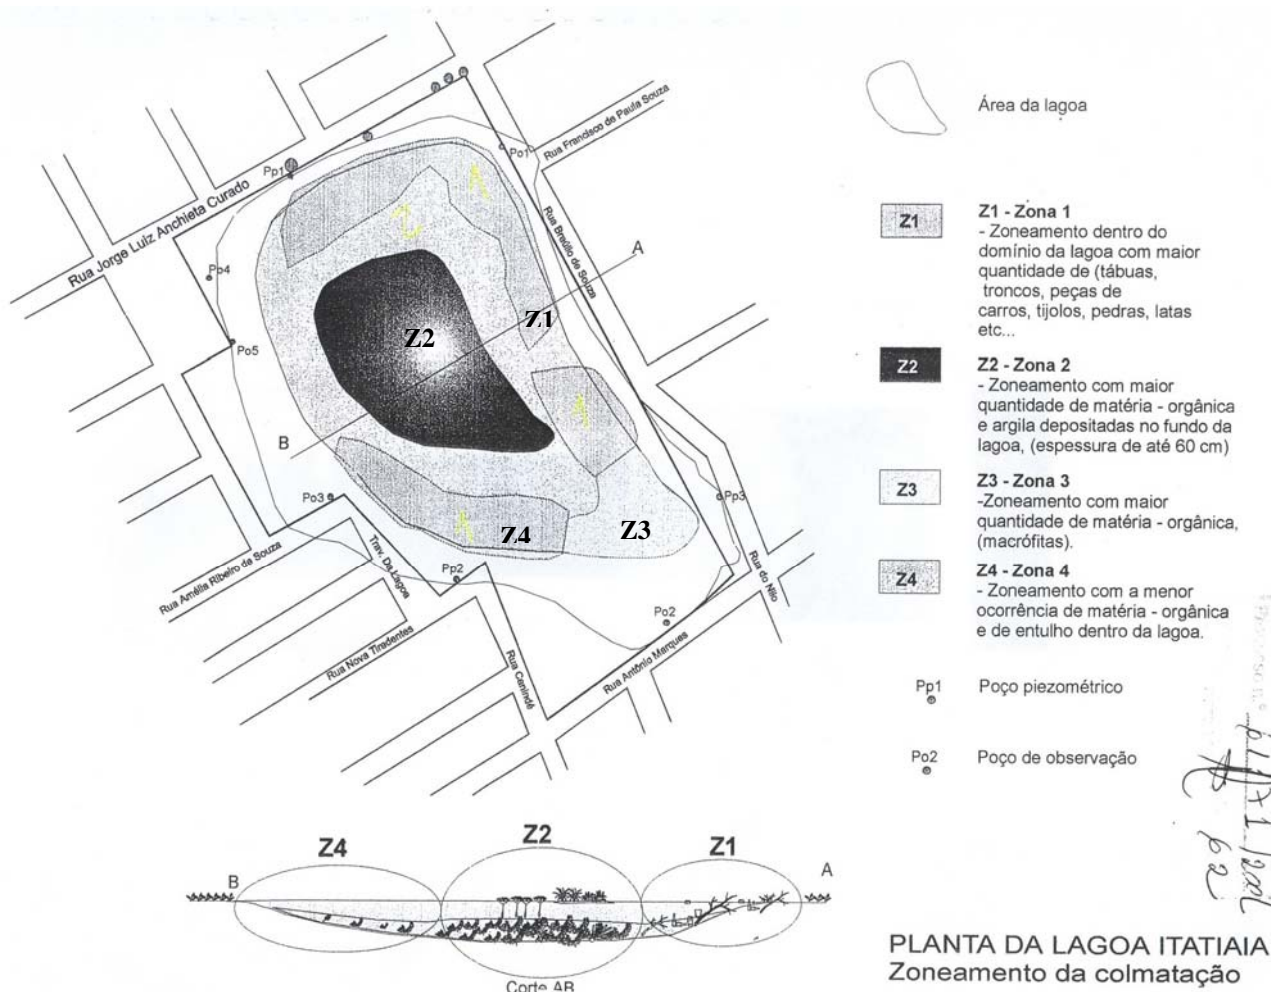 Rua Francisco de Paula Souza
Po1
Pp1
Rua Jorge Luiz Anchieta Curado
Rua Breúlio de Souza
A
Po4
Z1
Z2
Po5
B
Po3
Z4
Z3
Pp3
Trav. Da Lagoa
Rua Amélia Ribeiro de Souza
Pp2
Rua do Nilo
Po2
Rua Nova Tiradentes
Rua Canindé
Rua Antônio Marques
Área da lagoa
Z1
Z1 - Zona 1
- Zoneamento dentro do
domínio da lagoa com maior
quantidade de (tábuas,
troncos, peças de
carros, tijolos, pedras, latas
etc...
Z2
Z2 - Zona 2
- Zoneamento com maior
quantidade de matéria - orgânica
e argila depositadas no fundo da
lagoa, (espessura de até 60 cm)
Z3
Z3 - Zona 3
-Zoneamento com maior
quantidade de matéria - orgânica,
(macrófitas).
Z4
Z4 - Zona 4
- Zoneamento com a menor
ocorrência de matéria - orgânica
e de entulho dentro da lagoa.
Pp1
Poço piezométrico
Po2
Poço de observação
Z4
Z2
Z1
B
A
Corte AB
PLANTA DA LAGOA ITATIAIA
Zoneamento da colmatação